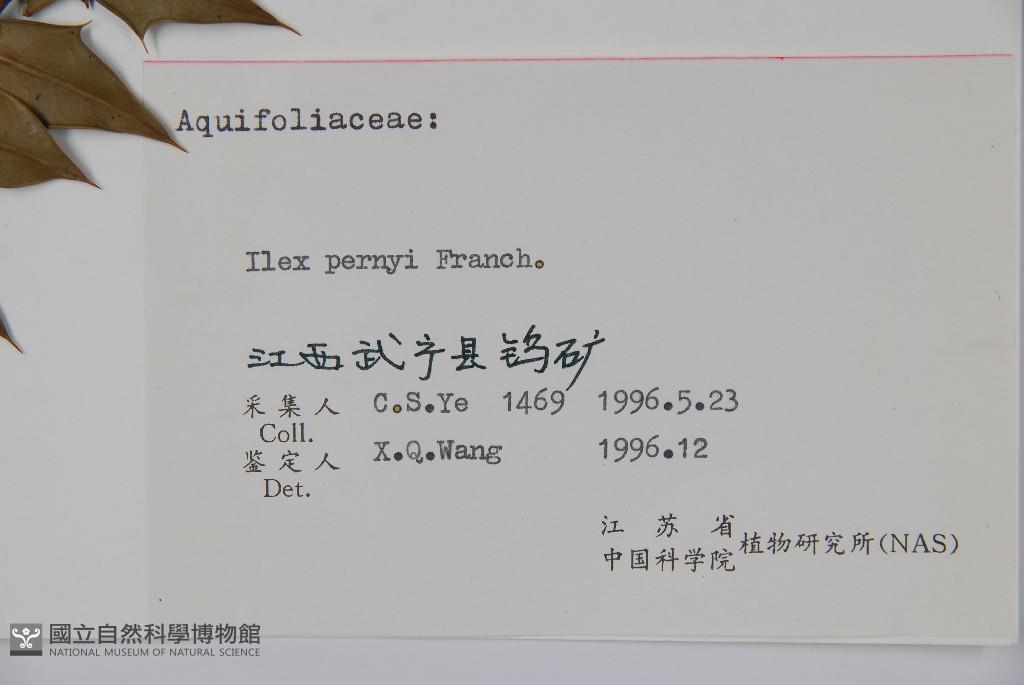 Aquifoliaceae:
Ilex pernyi Franch.
江西武宁县钨矿
采集人 C.S.Ye 1469 1996.5.23
Coll.
鉴定人 X.Q.Wang 1996.12
Det.
江苏省
中国科学院植物研究所(NAS)
國立自然科學博物館
NATIONAL MUSEUM OF NATURAL SCIENCE